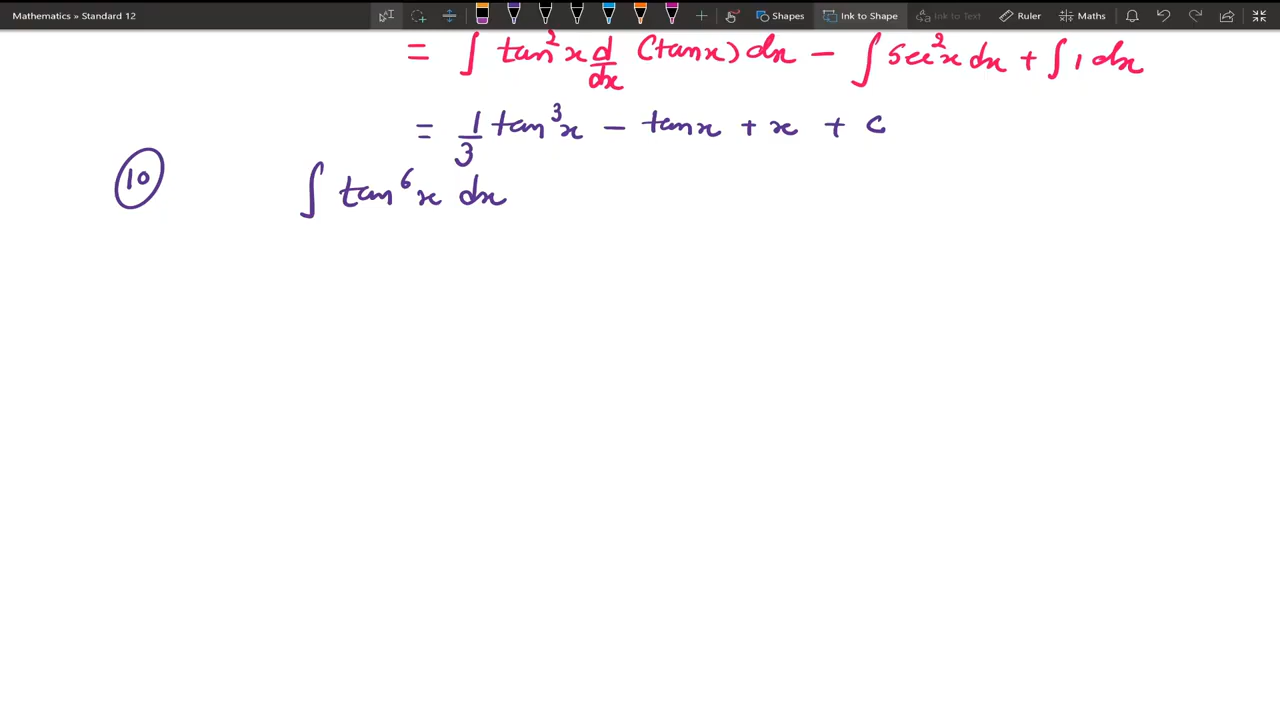 Mathematics » Standard 12
Shapes Ink to Shape Ink to Text Ruler Maths
= ∫ tan²x d/dx (tanx) dx − ∫ sec²x dx + ∫ 1 dx
= 1/3 tan³x − tanx + x + c
10 ∫ tan⁶x dx